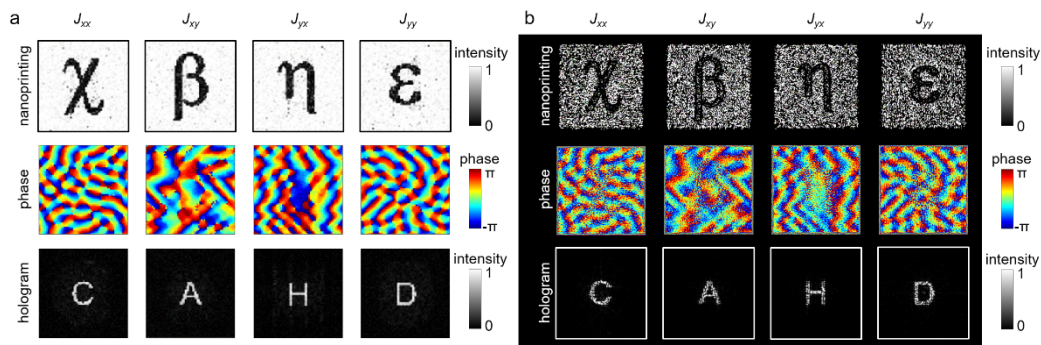 a
J_xx J_xy J_yx J_yy
nanoprinting
χ β η ε
intensity
1
0
phase
phase
π
-π
hologram
C A H D
intensity
1
0
b
J_xx J_xy J_yx J_yy
nanoprinting
χ β η ε
intensity
1
0
phase
phase
π
-π
hologram
C A H D
intensity
1
0